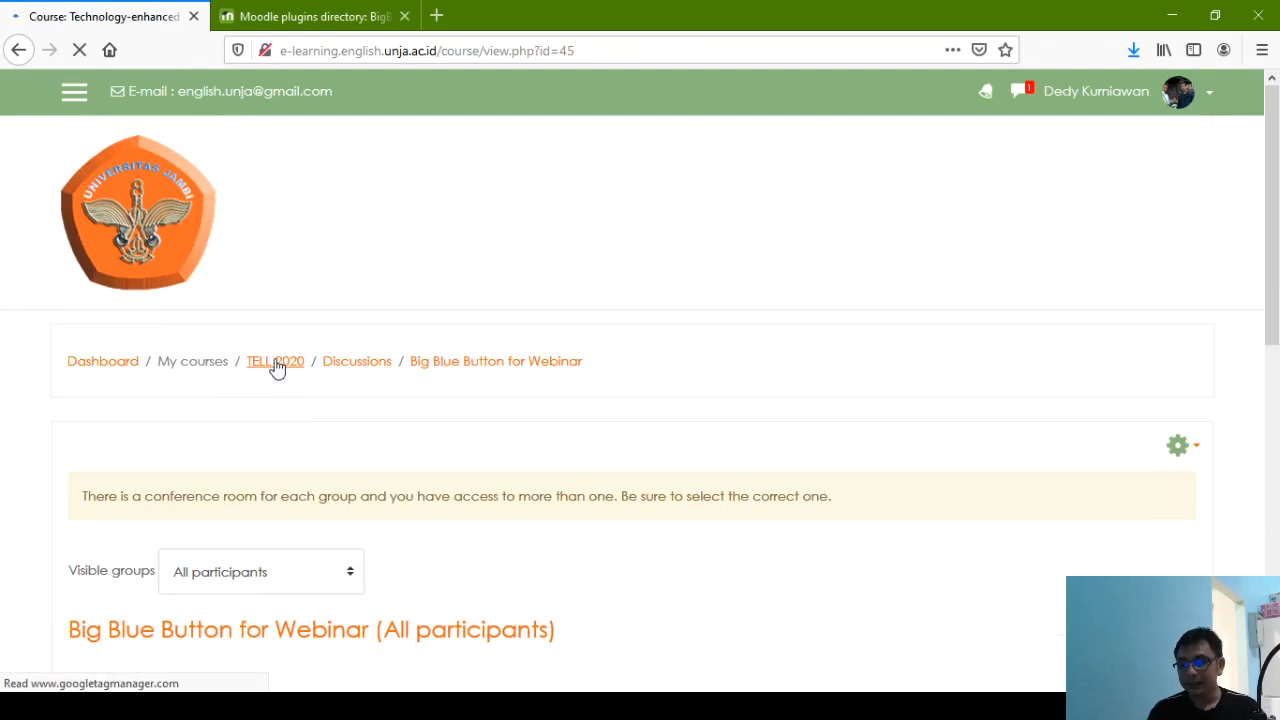 Course: Technology-enhanced
Moodle plugins directory: BigB
e-learning.english.unja.ac.id/course/view.php?id=45
E-mail : english.unja@gmail.com
1
Dedy Kurniawan
UNIVERSITAS JAMBI
Dashboard / My courses / TELL 2020 / Discussions / Big Blue Button for Webinar
There is a conference room for each group and you have access to more than one. Be sure to select the correct one.
Visible groups All participants
Big Blue Button for Webinar (All participants)
Read www.googletagmanager.com